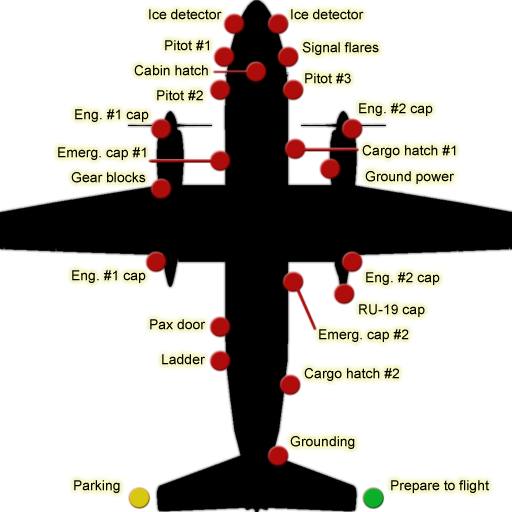 Ice detector
Ice detector
Pitot #1
Signal flares
Cabin hatch
Pitot #3
Pitot #2
Eng. #1 cap
Eng. #2 cap
Emerg. cap #1
Cargo hatch #1
Gear blocks
Ground power
Eng. #1 cap
Eng. #2 cap
RU-19 cap
Pax door
Emerg. cap #2
Ladder
Cargo hatch #2
Grounding
Parking
Prepare to flight